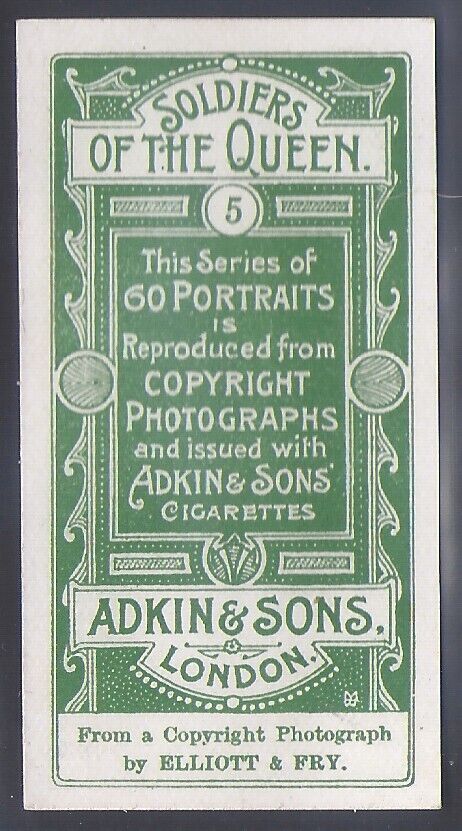 SOLDIERS
OF THE QUEEN.
5
This Series of
60 PORTRAITS
is
Reproduced from
COPYRIGHT
PHOTOGRAPHS
and issued with
ADKIN & SONS'
CIGARETTES
ADKIN & SONS,
LONDON.
From a Copyright Photograph
by ELLIOTT & FRY.